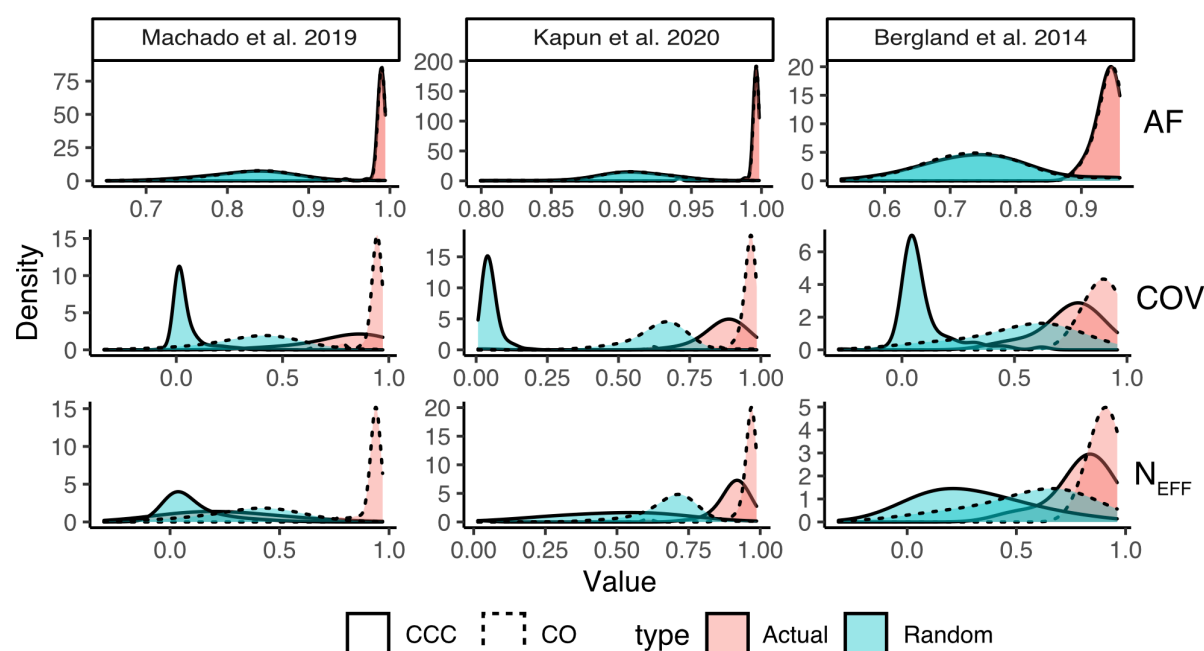 Machado et al. 2019 Kapun et al. 2020 Bergland et al. 2014
75 50 25 0
200 150 100 50 0
20 15 10 5 0
AF
0.7 0.8 0.9 1.0
0.80 0.85 0.90 0.95 1.00
0.6 0.7 0.8 0.9
Density
15 10 5 0
15 10 5 0
6 4 2 0
COV
0.0 0.5 1.0
0.00 0.25 0.50 0.75 1.00
0.0 0.5 1.0
15 10 5 0
20 15 10 5 0
5 4 3 2 1 0
N_EFF
0.0 0.5 1.0
0.00 0.25 0.50 0.75 1.00
0.0 0.5 1.0
Value
CCC CO type Actual Random